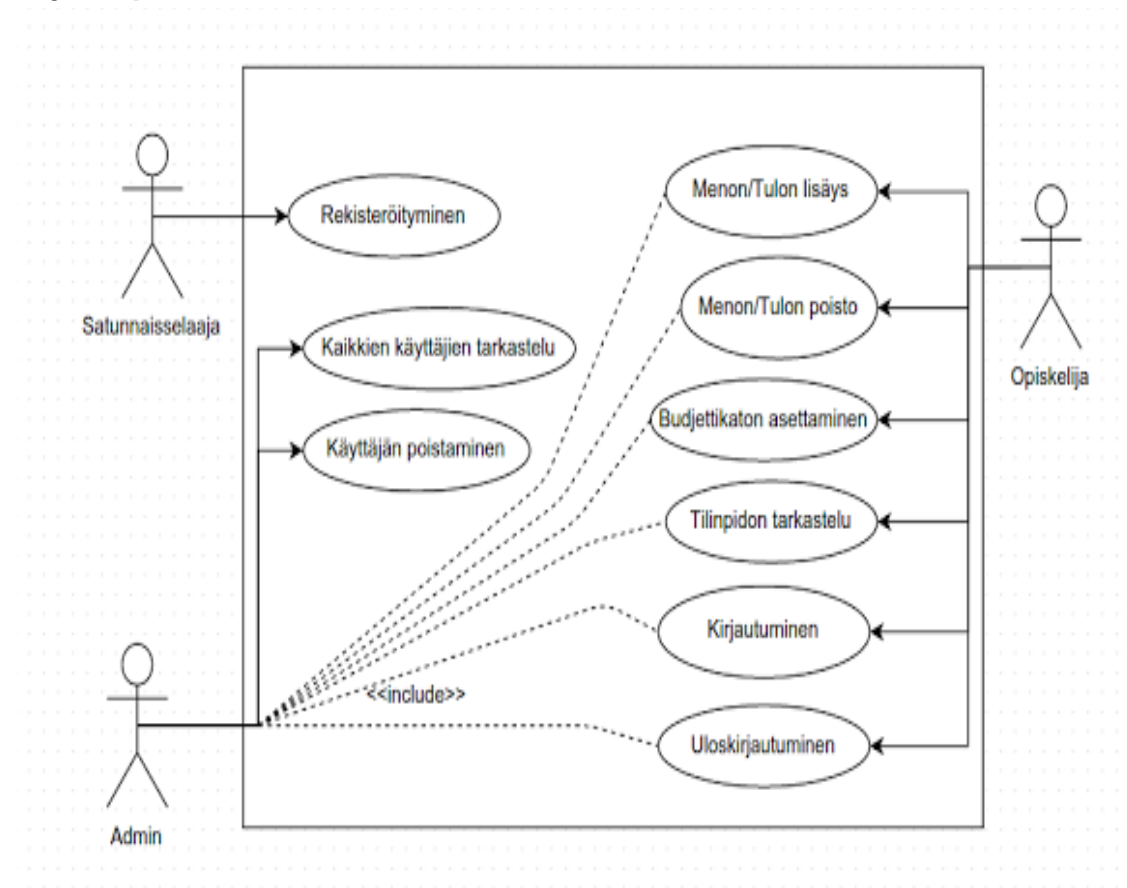 Menon/Tulon lisäys
Rekisteröityminen
Menon/Tulon poisto
Satunnaisselaaja
Kaikkien käyttäjien tarkastelu
Opiskelija
Budjettikaton asettaminen
Käyttäjän poistaminen
Tilinpidon tarkastelu
Kirjautuminen
<<include>>
Uloskirjautuminen
Admin